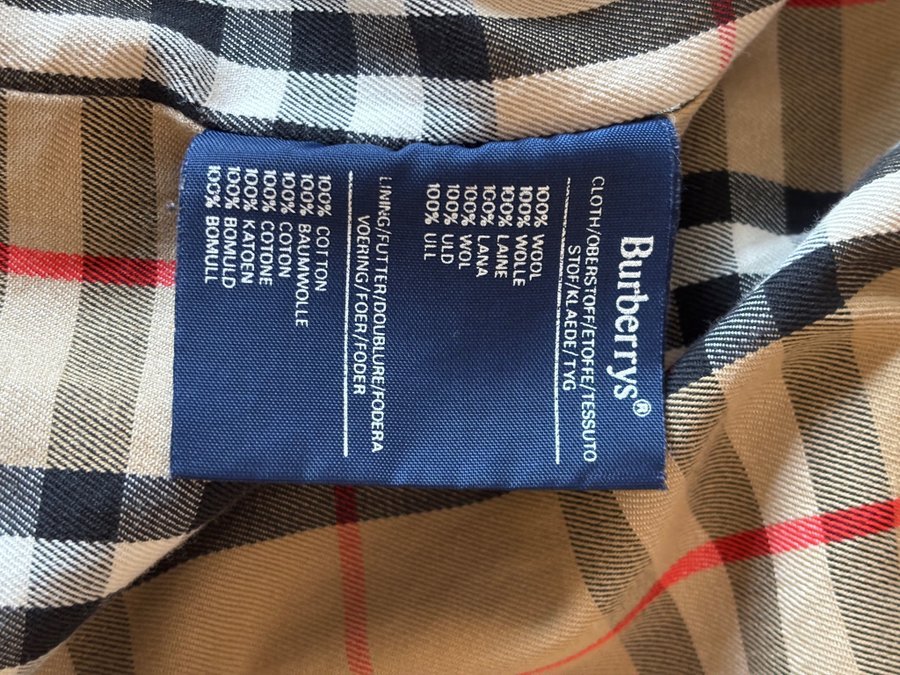 Burberrys®
CLOTH/OBERSTOFF/ETOFFE/TESSUTO
STOF/KLAEDE/TYG
100% WOOL
100% WOLLE
100% LAINE
100% LANA
100% WOL
100% ULD
100% ULL
LINING/FUTTER/DOUBLURE/FODERA
VOERING/FOER/FODER
100% COTTON
100% BAUMWOLLE
100% COTON
100% COTONE
100% KATOEN
100% BOMULD
100% BOMULL